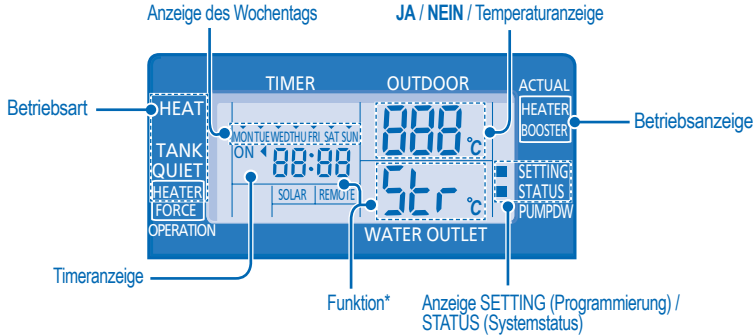 Anzeige des Wochentags
JA / NEIN / Temperaturanzeige
TIMER
OUTDOOR
ACTUAL
Betriebsart
HEAT
HEATER
BOOSTER
Betriebsanzeige
MON TUE WED THU FRI SAT SUN
888 °C
TANK
ON
88:88
QUIET
SETTING
HEATER
SOLAR
REMOTE
Str °C
STATUS
FORCE
PUMPDW
OPERATION
WATER OUTLET
Timeranzeige
Funktion*
Anzeige SETTING (Programmierung) /
STATUS (Systemstatus)